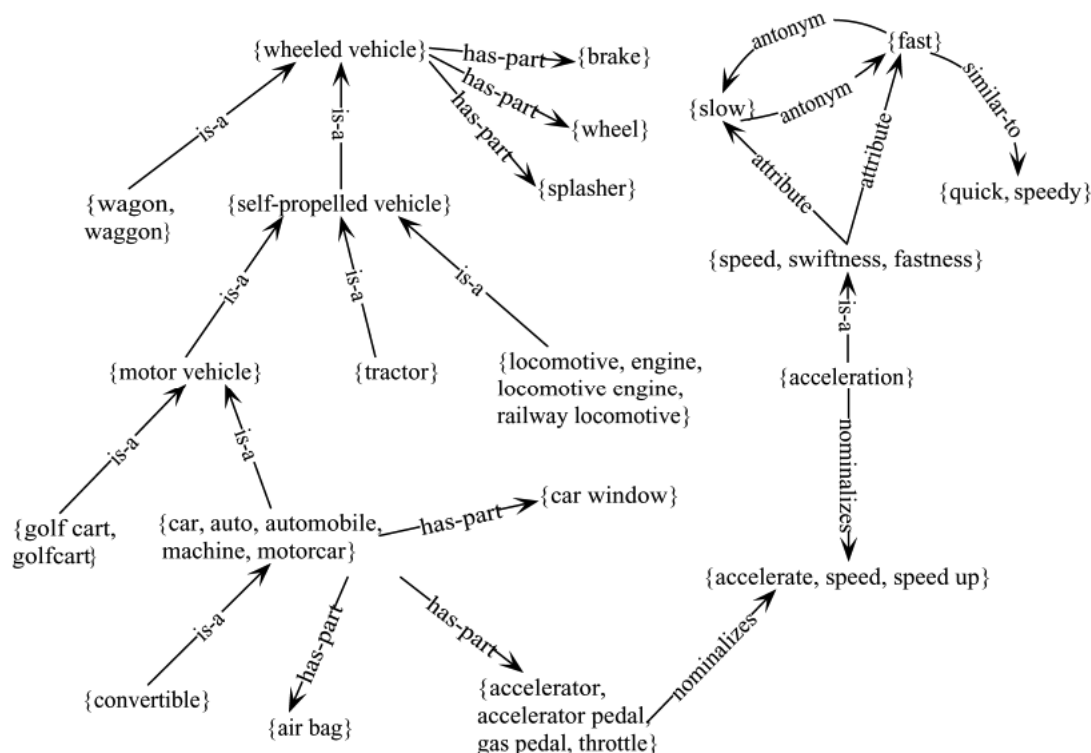 {wheeled vehicle}
has-part
{brake}
has-part
{wheel}
has-part
{splasher}
is-a
is-a
{wagon,
waggon}
{self-propelled vehicle}
is-a
is-a
is-a
{motor vehicle}
{tractor}
{locomotive, engine,
locomotive engine,
railway locomotive}
is-a
is-a
{golf cart,
golfcart}
{car, auto, automobile,
machine, motorcar}
has-part
{car window}
is-a
has-part
has-part
{convertible}
{air bag}
{accelerator,
accelerator pedal,
gas pedal, throttle}
nominalizes
antonym
{fast}
{slow}
antonym
similar-to
{quick, speedy}
attribute
attribute
{speed, swiftness, fastness}
is-a
{acceleration}
nominalizes
{accelerate, speed, speed up}